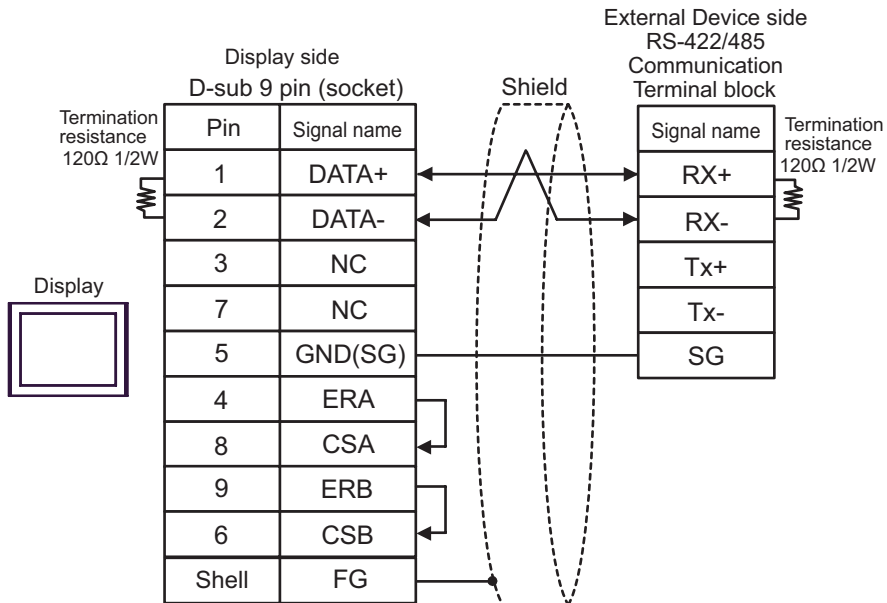 External Device side
RS-422/485
Communication
Terminal block
Display side
D-sub 9 pin (socket)
Shield
Termination
resistance
120Ω 1/2W
Pin Signal name
Signal name
Termination
resistance
120Ω 1/2W
1 DATA+ RX+
2 DATA- RX-
3 NC Tx+
Display
7 NC Tx-
5 GND(SG) SG
4 ERA
8 CSA
9 ERB
6 CSB
Shell FG